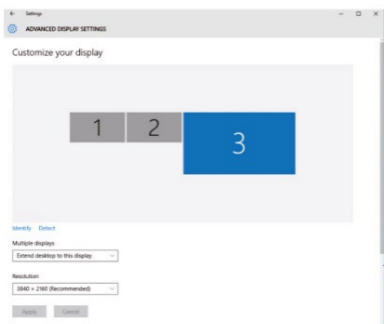 Settings
ADVANCED DISPLAY SETTINGS
Customize your display
1 2 3
Identify Detect
Multiple displays
Extend desktop to this display
Resolution
3840 × 2160 (Recommended)
Apply Cancel